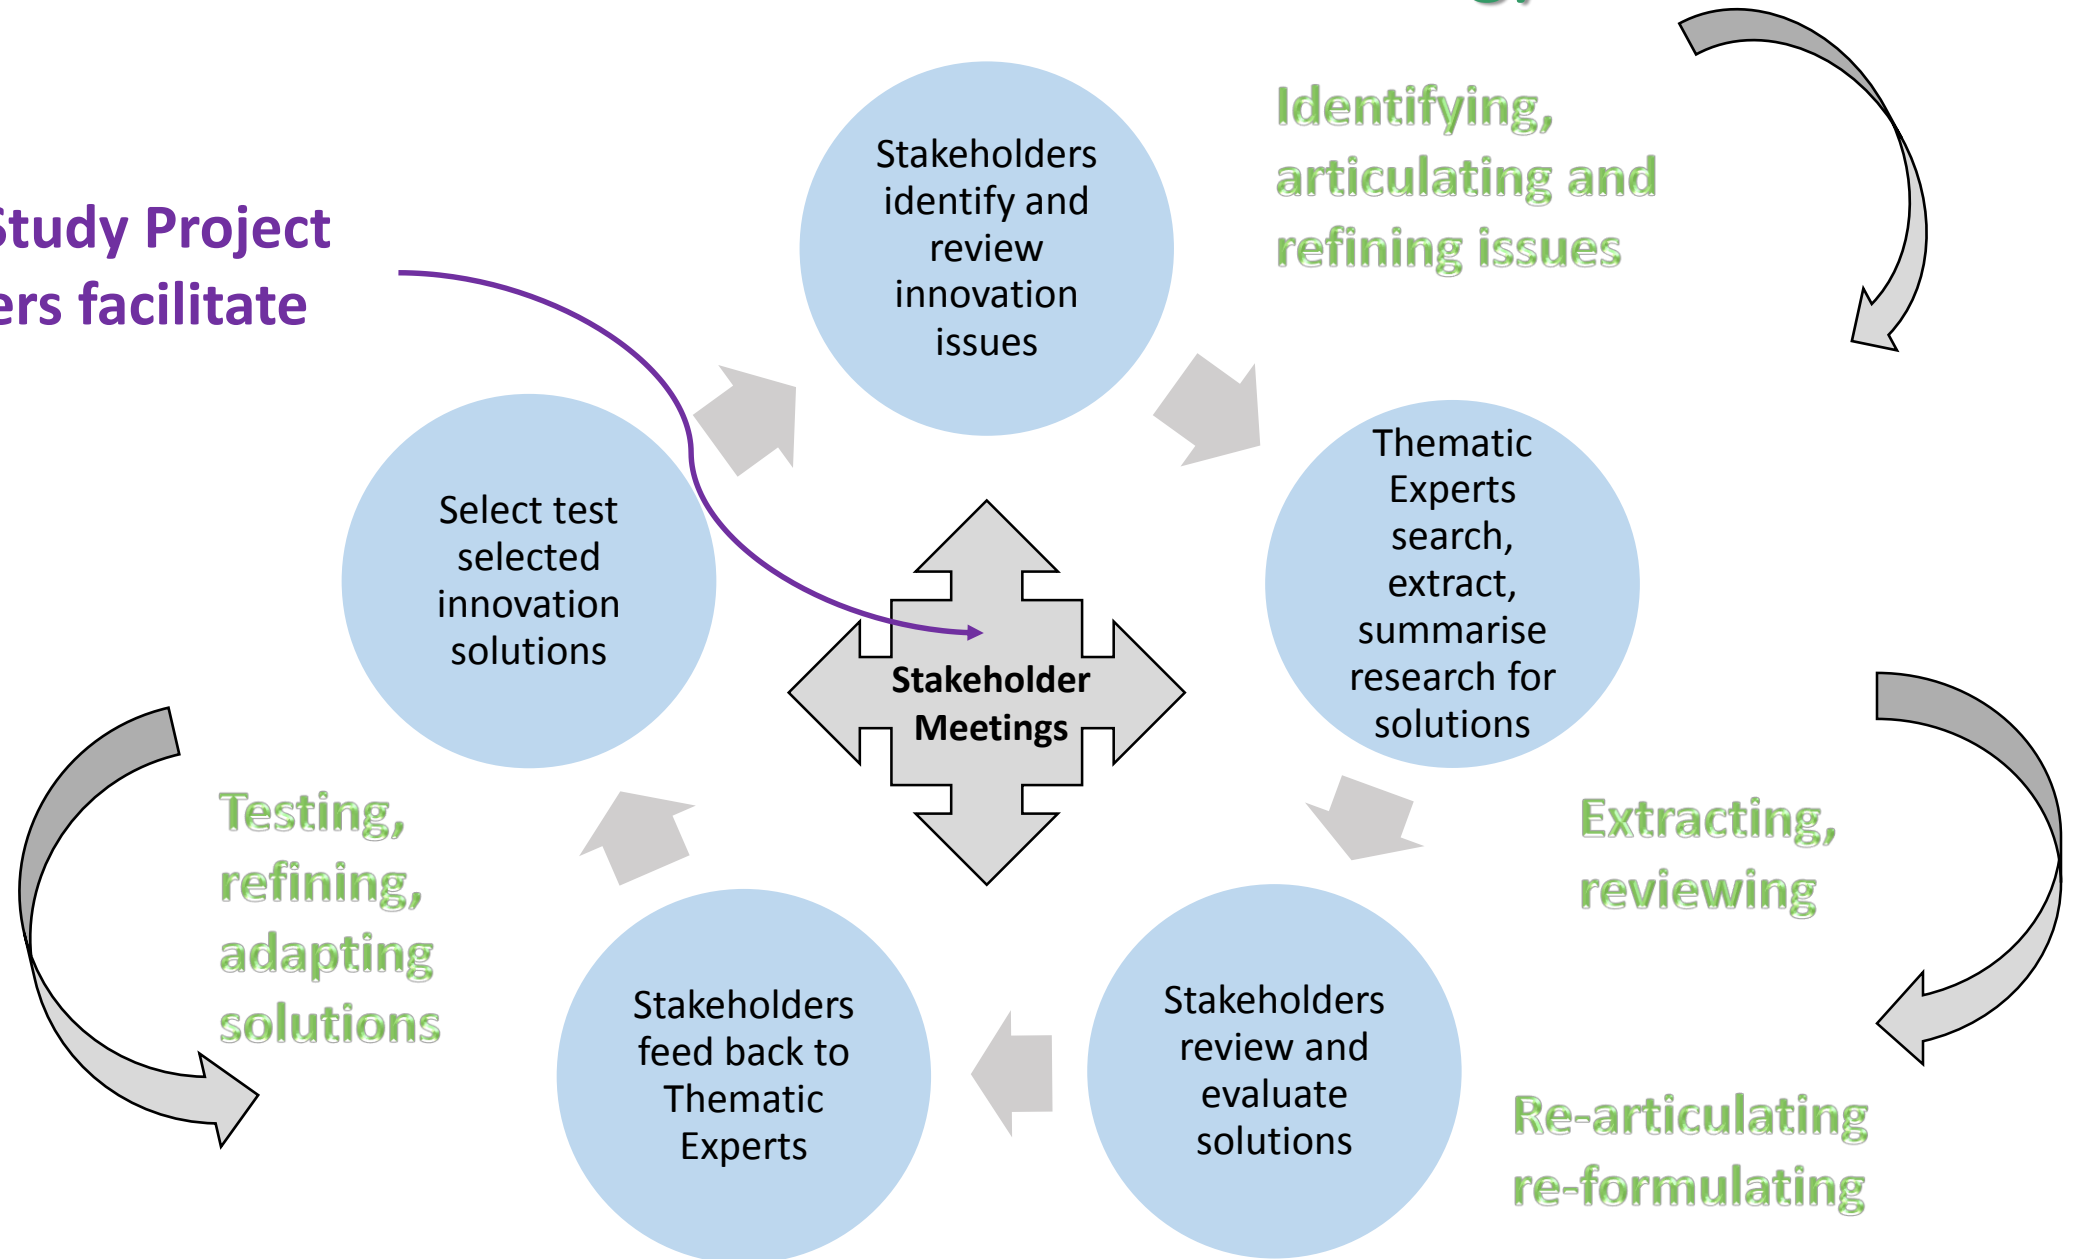 Identifying,
articulating and
refining issues
Stakeholders
identify and
review
innovation
issues
Study Project
ers facilitate
Thematic
Experts
search,
extract,
summarise
research for
solutions
Select test
selected
innovation
solutions
Stakeholder
Meetings
Testing,
refining,
adapting
solutions
Extracting,
reviewing
Stakeholders
feed back to
Thematic
Experts
Stakeholders
review and
evaluate
solutions
Re-articulating
re-formulating